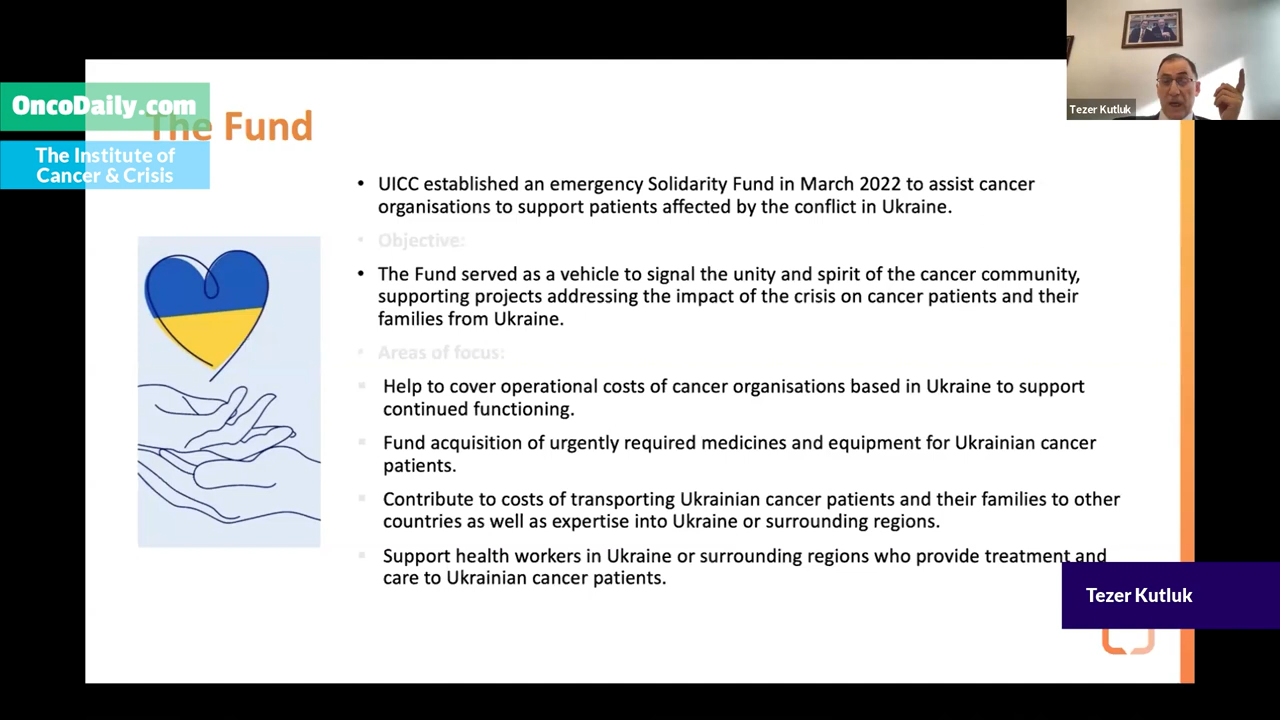 OncoDaily.com
The Institute of
Cancer & Crisis
The Fund
Tezer Kutluk
• UICC established an emergency Solidarity Fund in March 2022 to assist cancer
organisations to support patients affected by the conflict in Ukraine.
• Objective:
• The Fund served as a vehicle to signal the unity and spirit of the cancer community,
supporting projects addressing the impact of the crisis on cancer patients and their
families from Ukraine.
• Areas of focus:
▪ Help to cover operational costs of cancer organisations based in Ukraine to support
continued functioning.
▪ Fund acquisition of urgently required medicines and equipment for Ukrainian cancer
patients.
▪ Contribute to costs of transporting Ukrainian cancer patients and their families to other
countries as well as expertise into Ukraine or surrounding regions.
▪ Support health workers in Ukraine or surrounding regions who provide treatment and
care to Ukrainian cancer patients.
Tezer Kutluk